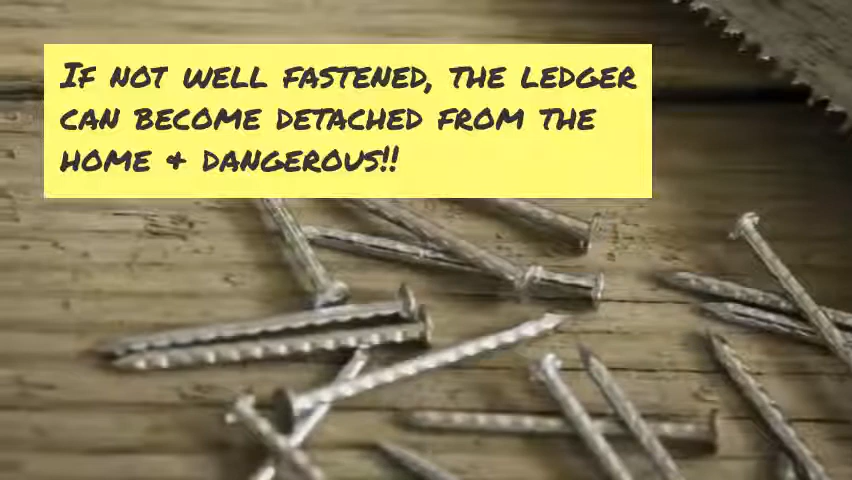 If not well fastened, the ledger
can become detached from the
home & dangerous!!